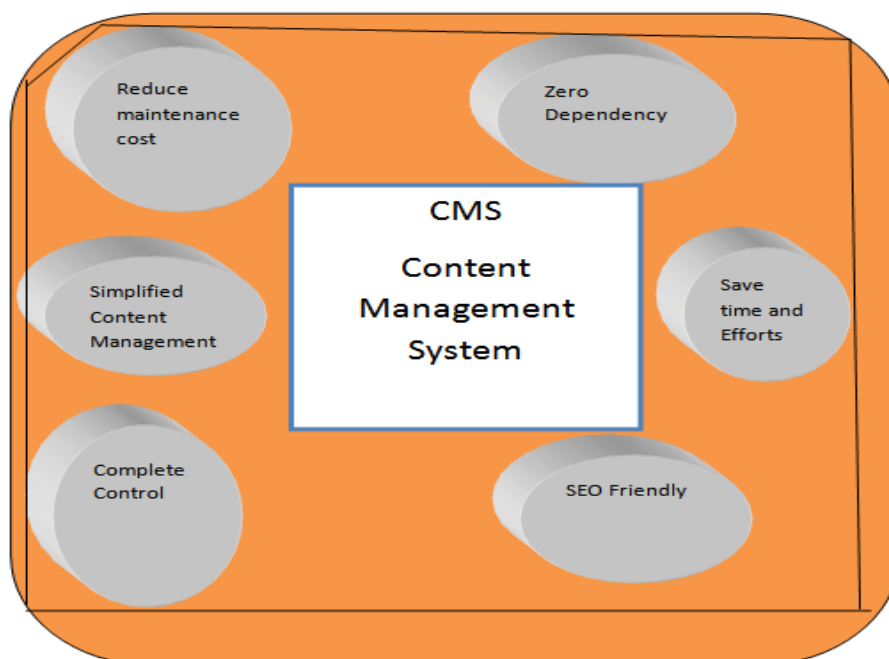 Reduce
maintenance
cost
Zero
Dependency
CMS
Content
Management
System
Simplified
Content
Management
Save
time and
Efforts
Complete
Control
SEO Friendly